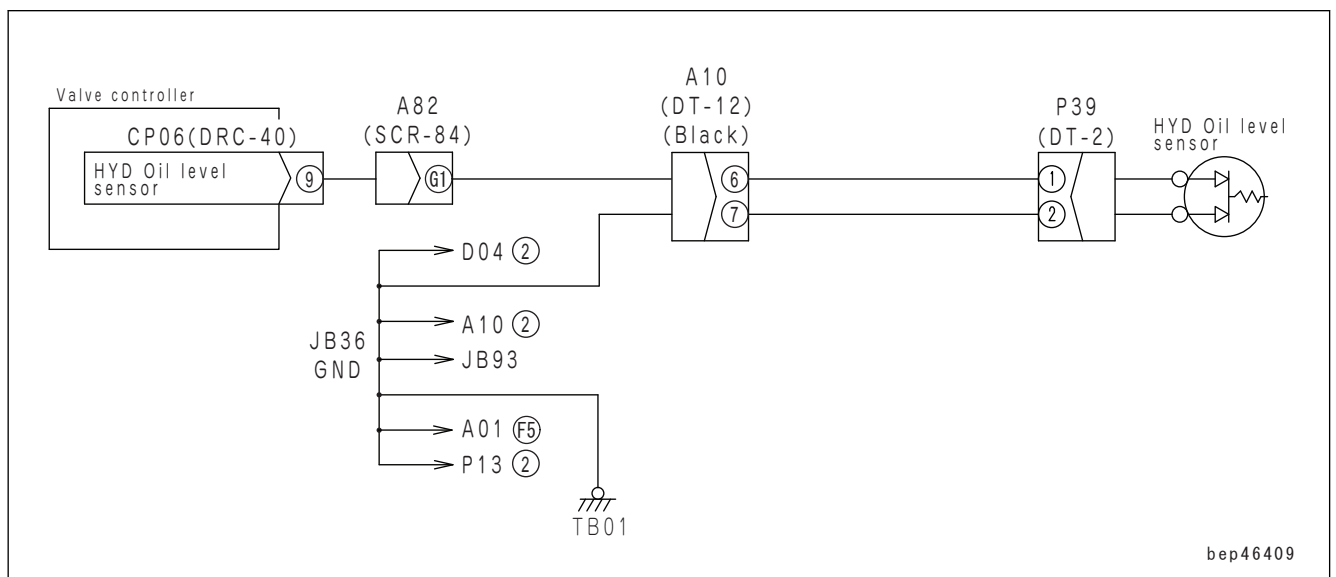 Valve controller
CP06(DRC-40)
HYD Oil level
sensor
9
A82
(SCR-84)
G1
A10
(DT-12)
(Black)
6
7
P39
(DT-2)
1
2
HYD Oil level
sensor
JB36
GND
D04 2
A10 2
JB93
A01 F5
P13 2
TB01
bep46409